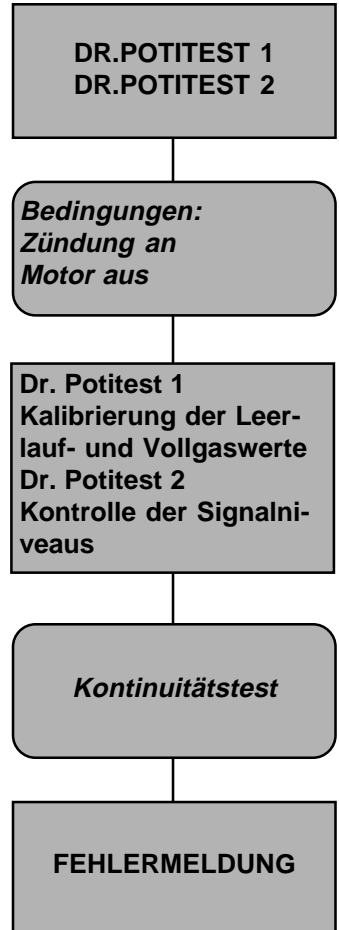 DR.POTITEST 1
DR.POTITEST 2
Bedingungen:
Zündung an
Motor aus
Dr. Potitest 1
Kalibrierung der Leer-
lauf- und Vollgaswerte
Dr. Potitest 2
Kontrolle der Signalni-
veaus
Kontinuitätstest
FEHLERMELDUNG